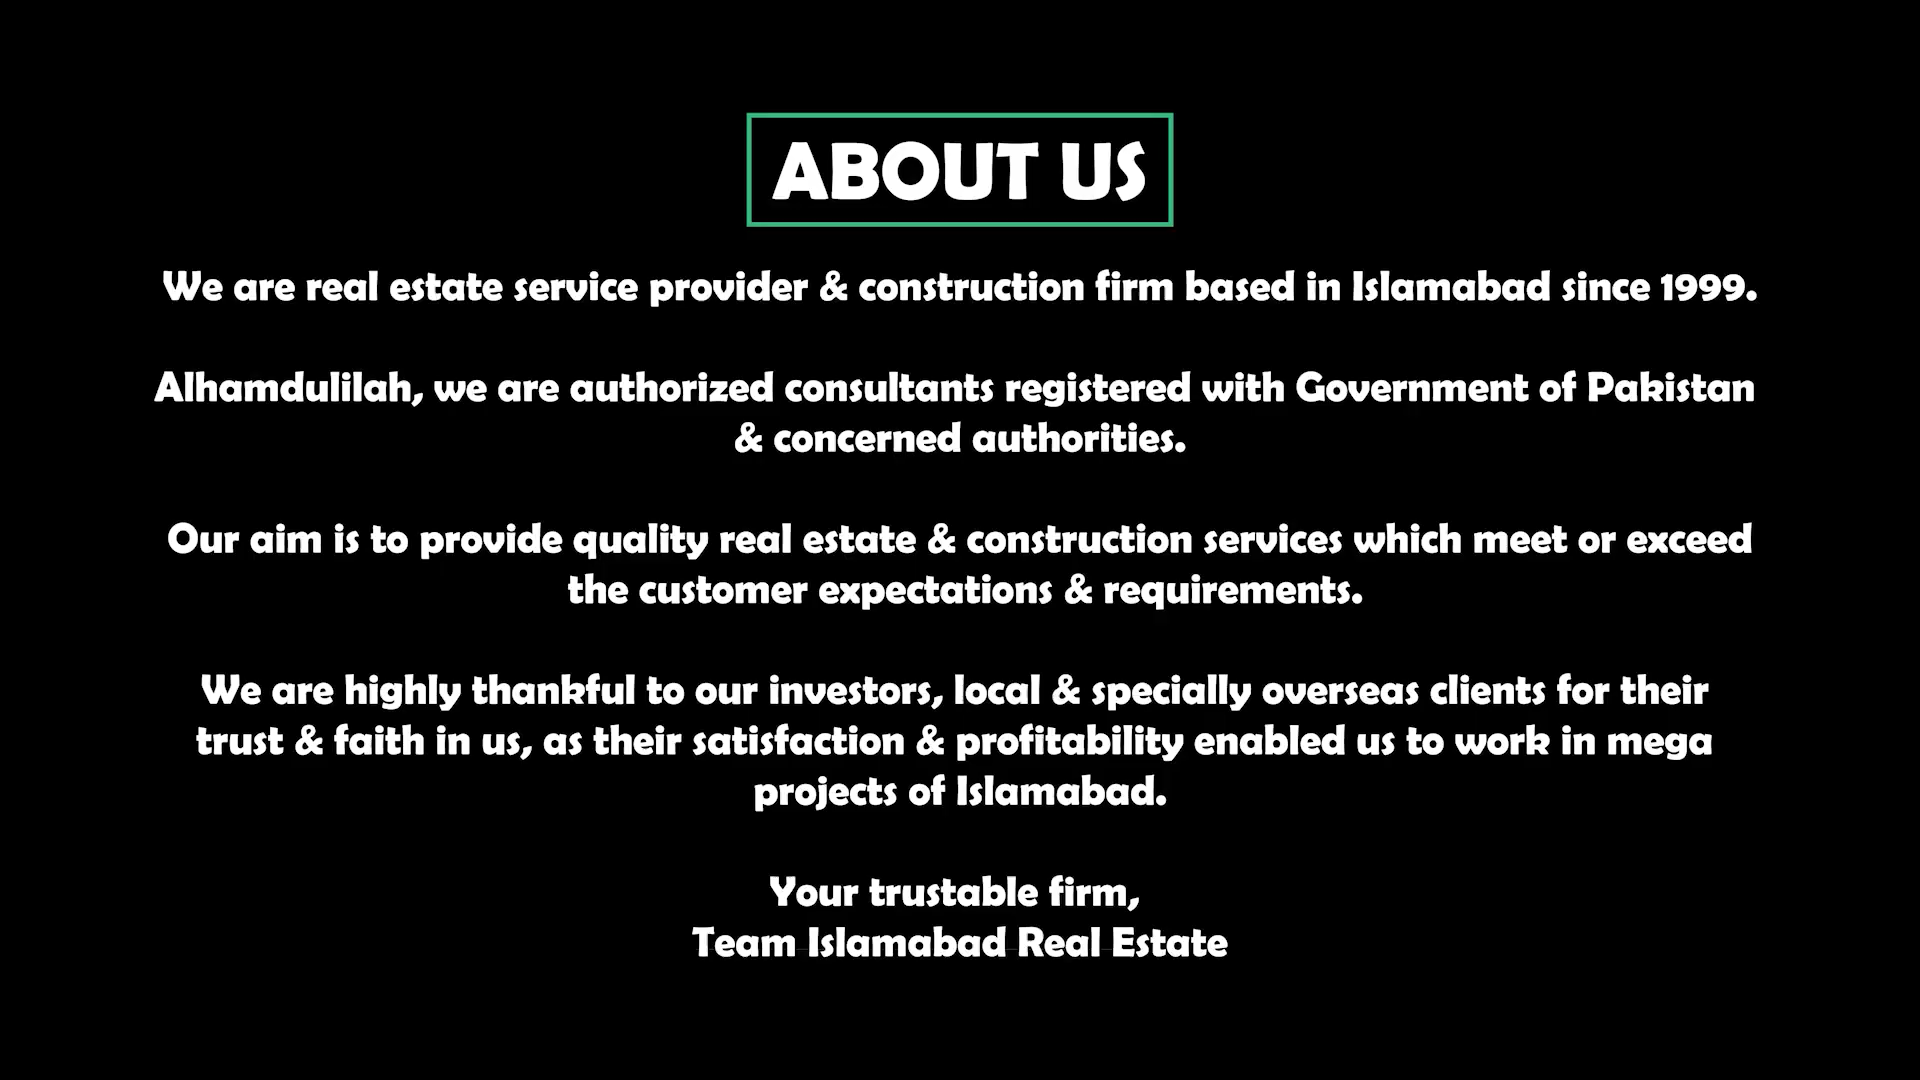 ABOUT US
We are real estate service provider & construction firm based in Islamabad since 1999.
Alhamdulilah, we are authorized consultants registered with Government of Pakistan
& concerned authorities.
Our aim is to provide quality real estate & construction services which meet or exceed
the customer expectations & requirements.
We are highly thankful to our investors, local & specially overseas clients for their
trust & faith in us, as their satisfaction & profitability enabled us to work in mega
projects of Islamabad.
Your trustable firm,
Team Islamabad Real Estate